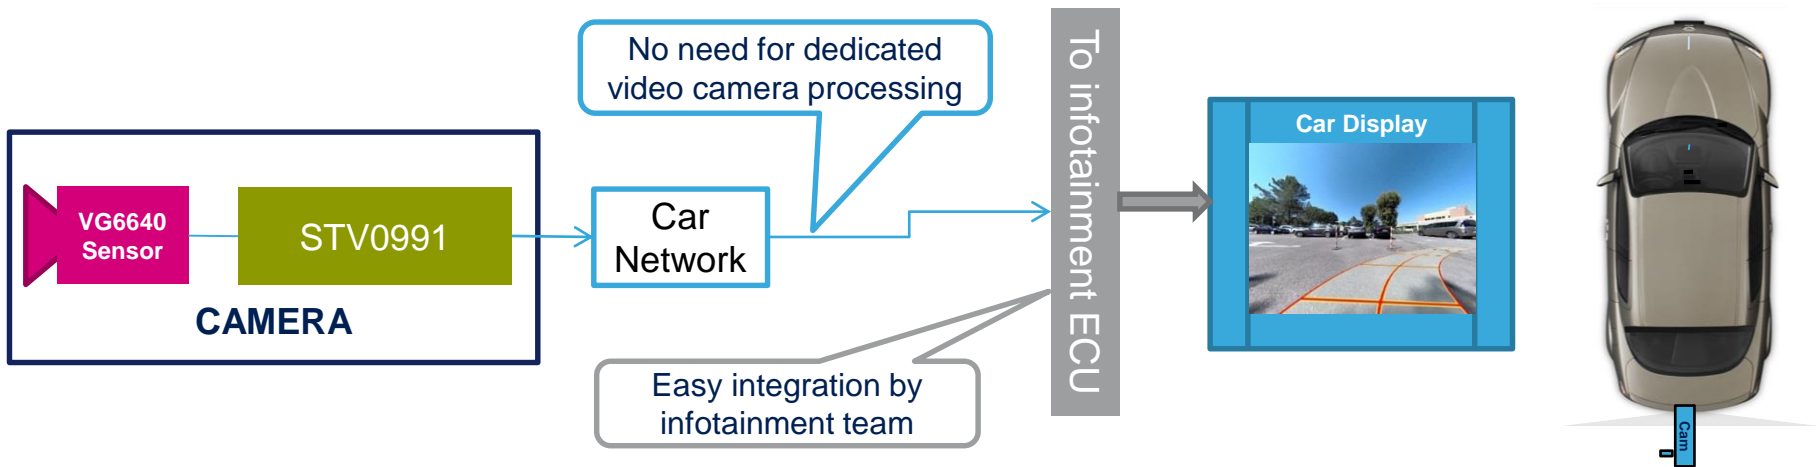 No need for dedicated
video camera processing
VG6640
Sensor
STV0991
CAMERA
Car
Network
Easy integration by
infotainment team
To infotainment ECU
Car Display
Cam